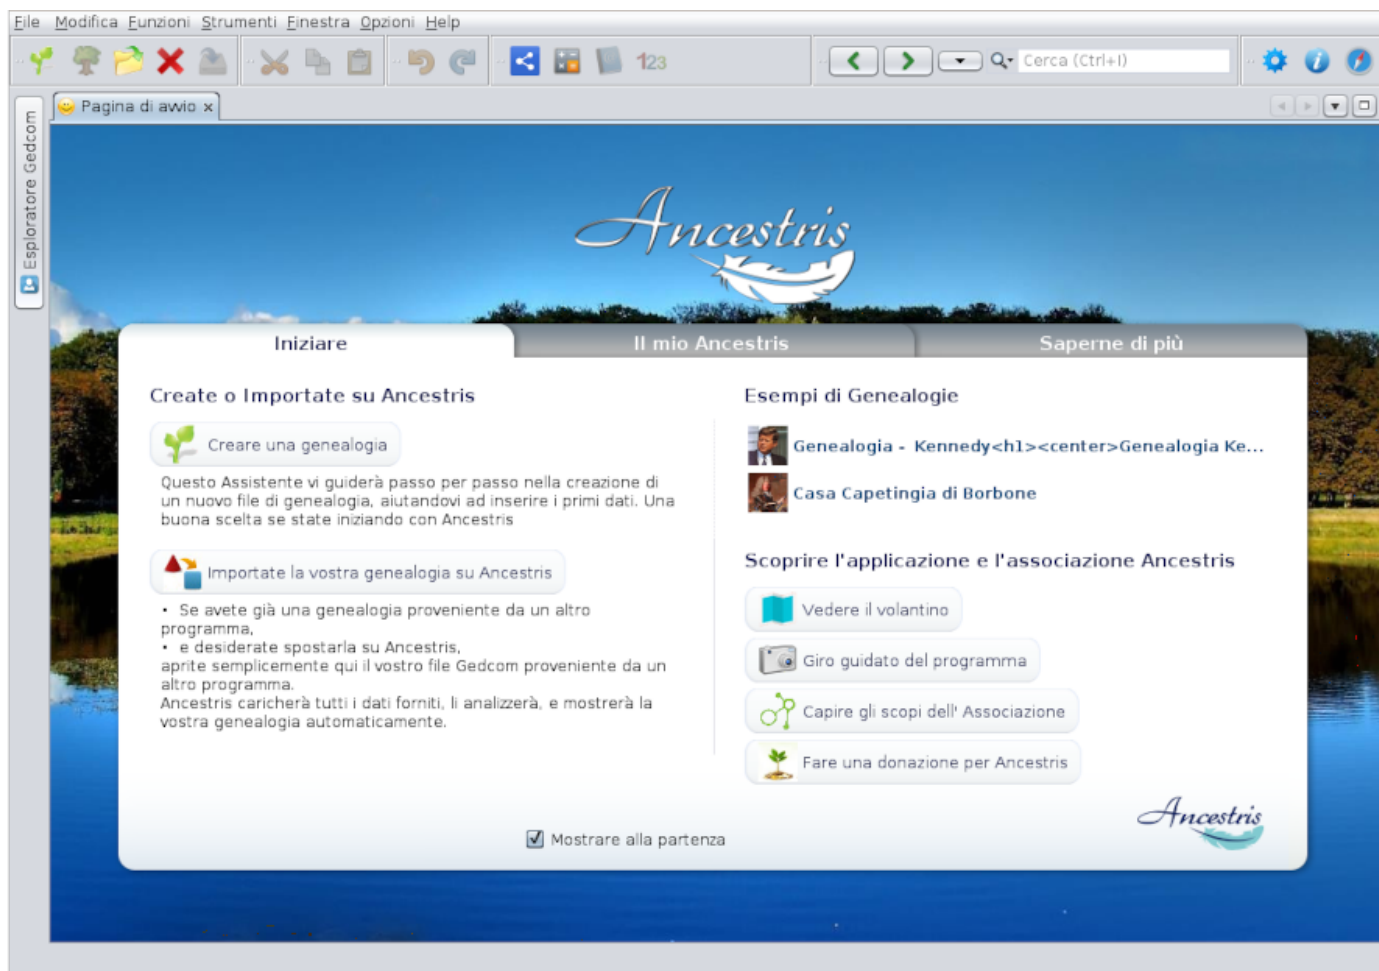 File Modifica Funzioni Strumenti Finestra Opzioni Help
123
Cerca (Ctrl+I)
Esploratore Gedcom
Pagina di avvio x
Ancestris
Iniziare
Il mio Ancestris
Saperne di più
Create o Importate su Ancestris
Creare una genealogia
Questo Assistente vi guiderà passo per passo nella creazione di
un nuovo file di genealogia, aiutandovi ad inserire i primi dati. Una
buona scelta se state iniziando con Ancestris
Importate la vostra genealogia su Ancestris
• Se avete già una genealogia proveniente da un altro
programma,
• e desiderate spostarla su Ancestris,
aprite semplicemente qui il vostro file Gedcom proveniente da un
altro programma.
Ancestris caricherà tutti i dati forniti, li analizzerà, e mostrerà la
vostra genealogia automaticamente.
Esempi di Genealogie
Genealogia - Kennedy<h1><center>Genealogia Ke...
Casa Capetingia di Borbone
Scoprire l'applicazione e l'associazione Ancestris
Vedere il volantino
Giro guidato del programma
Capire gli scopi dell' Associazione
Fare una donazione per Ancestris
Ancestris
Mostrare alla partenza